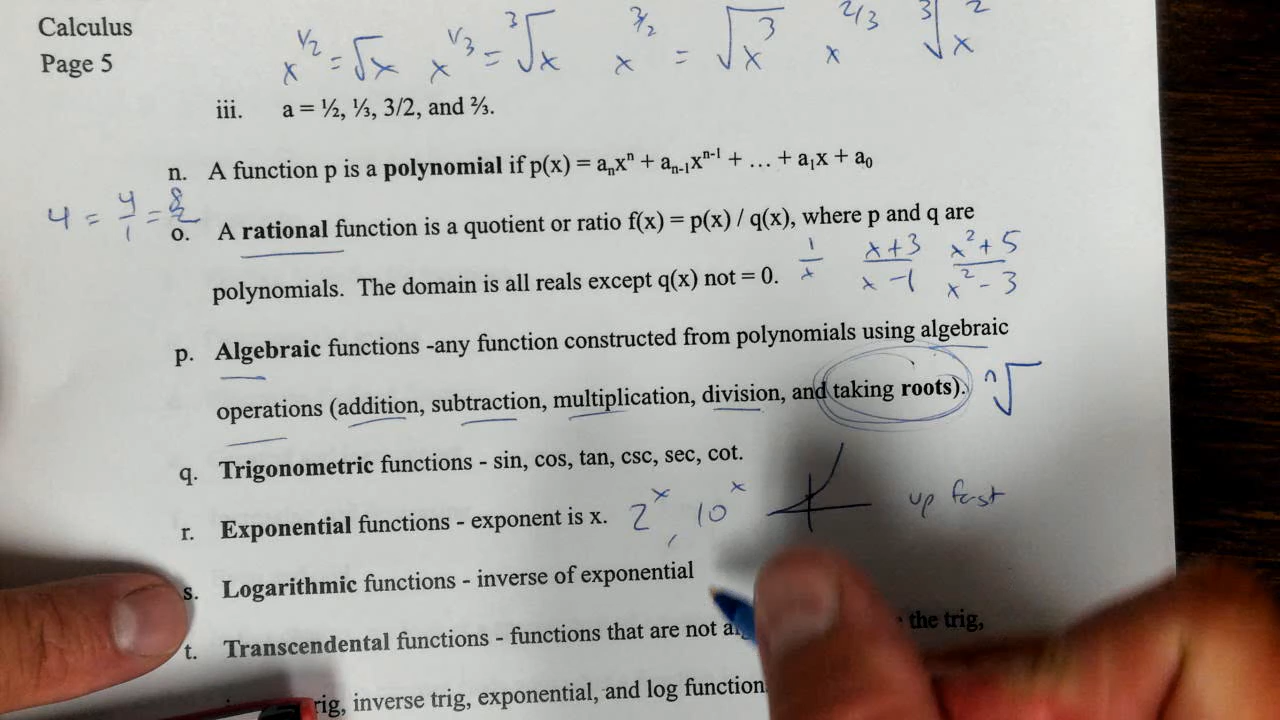 Calculus
Page 5
x^1/2 = √x x^1/3 = ³√x x^3/2 = √x³ x^2/3 ³√x²
iii. a = ½, ⅓, 3/2, and ⅔.
n. A function p is a polynomial if p(x) = aₙxⁿ + aₙ₋₁xⁿ⁻¹ + … + a₁x + a₀
4 = 4/1 = 8/2
o. A rational function is a quotient or ratio f(x) = p(x) / q(x), where p and q are
polynomials. The domain is all reals except q(x) not = 0. 1/x x+3/x-1 x²+5/x²-3
p. Algebraic functions -any function constructed from polynomials using algebraic
operations (addition, subtraction, multiplication, division, and taking roots). ⁿ√
q. Trigonometric functions - sin, cos, tan, csc, sec, cot.
r. Exponential functions - exponent is x. 2ˣ, 10ˣ up fast
s. Logarithmic functions - inverse of exponential
t. Transcendental functions - functions that are not the trig,
trig, inverse trig, exponential, and log function